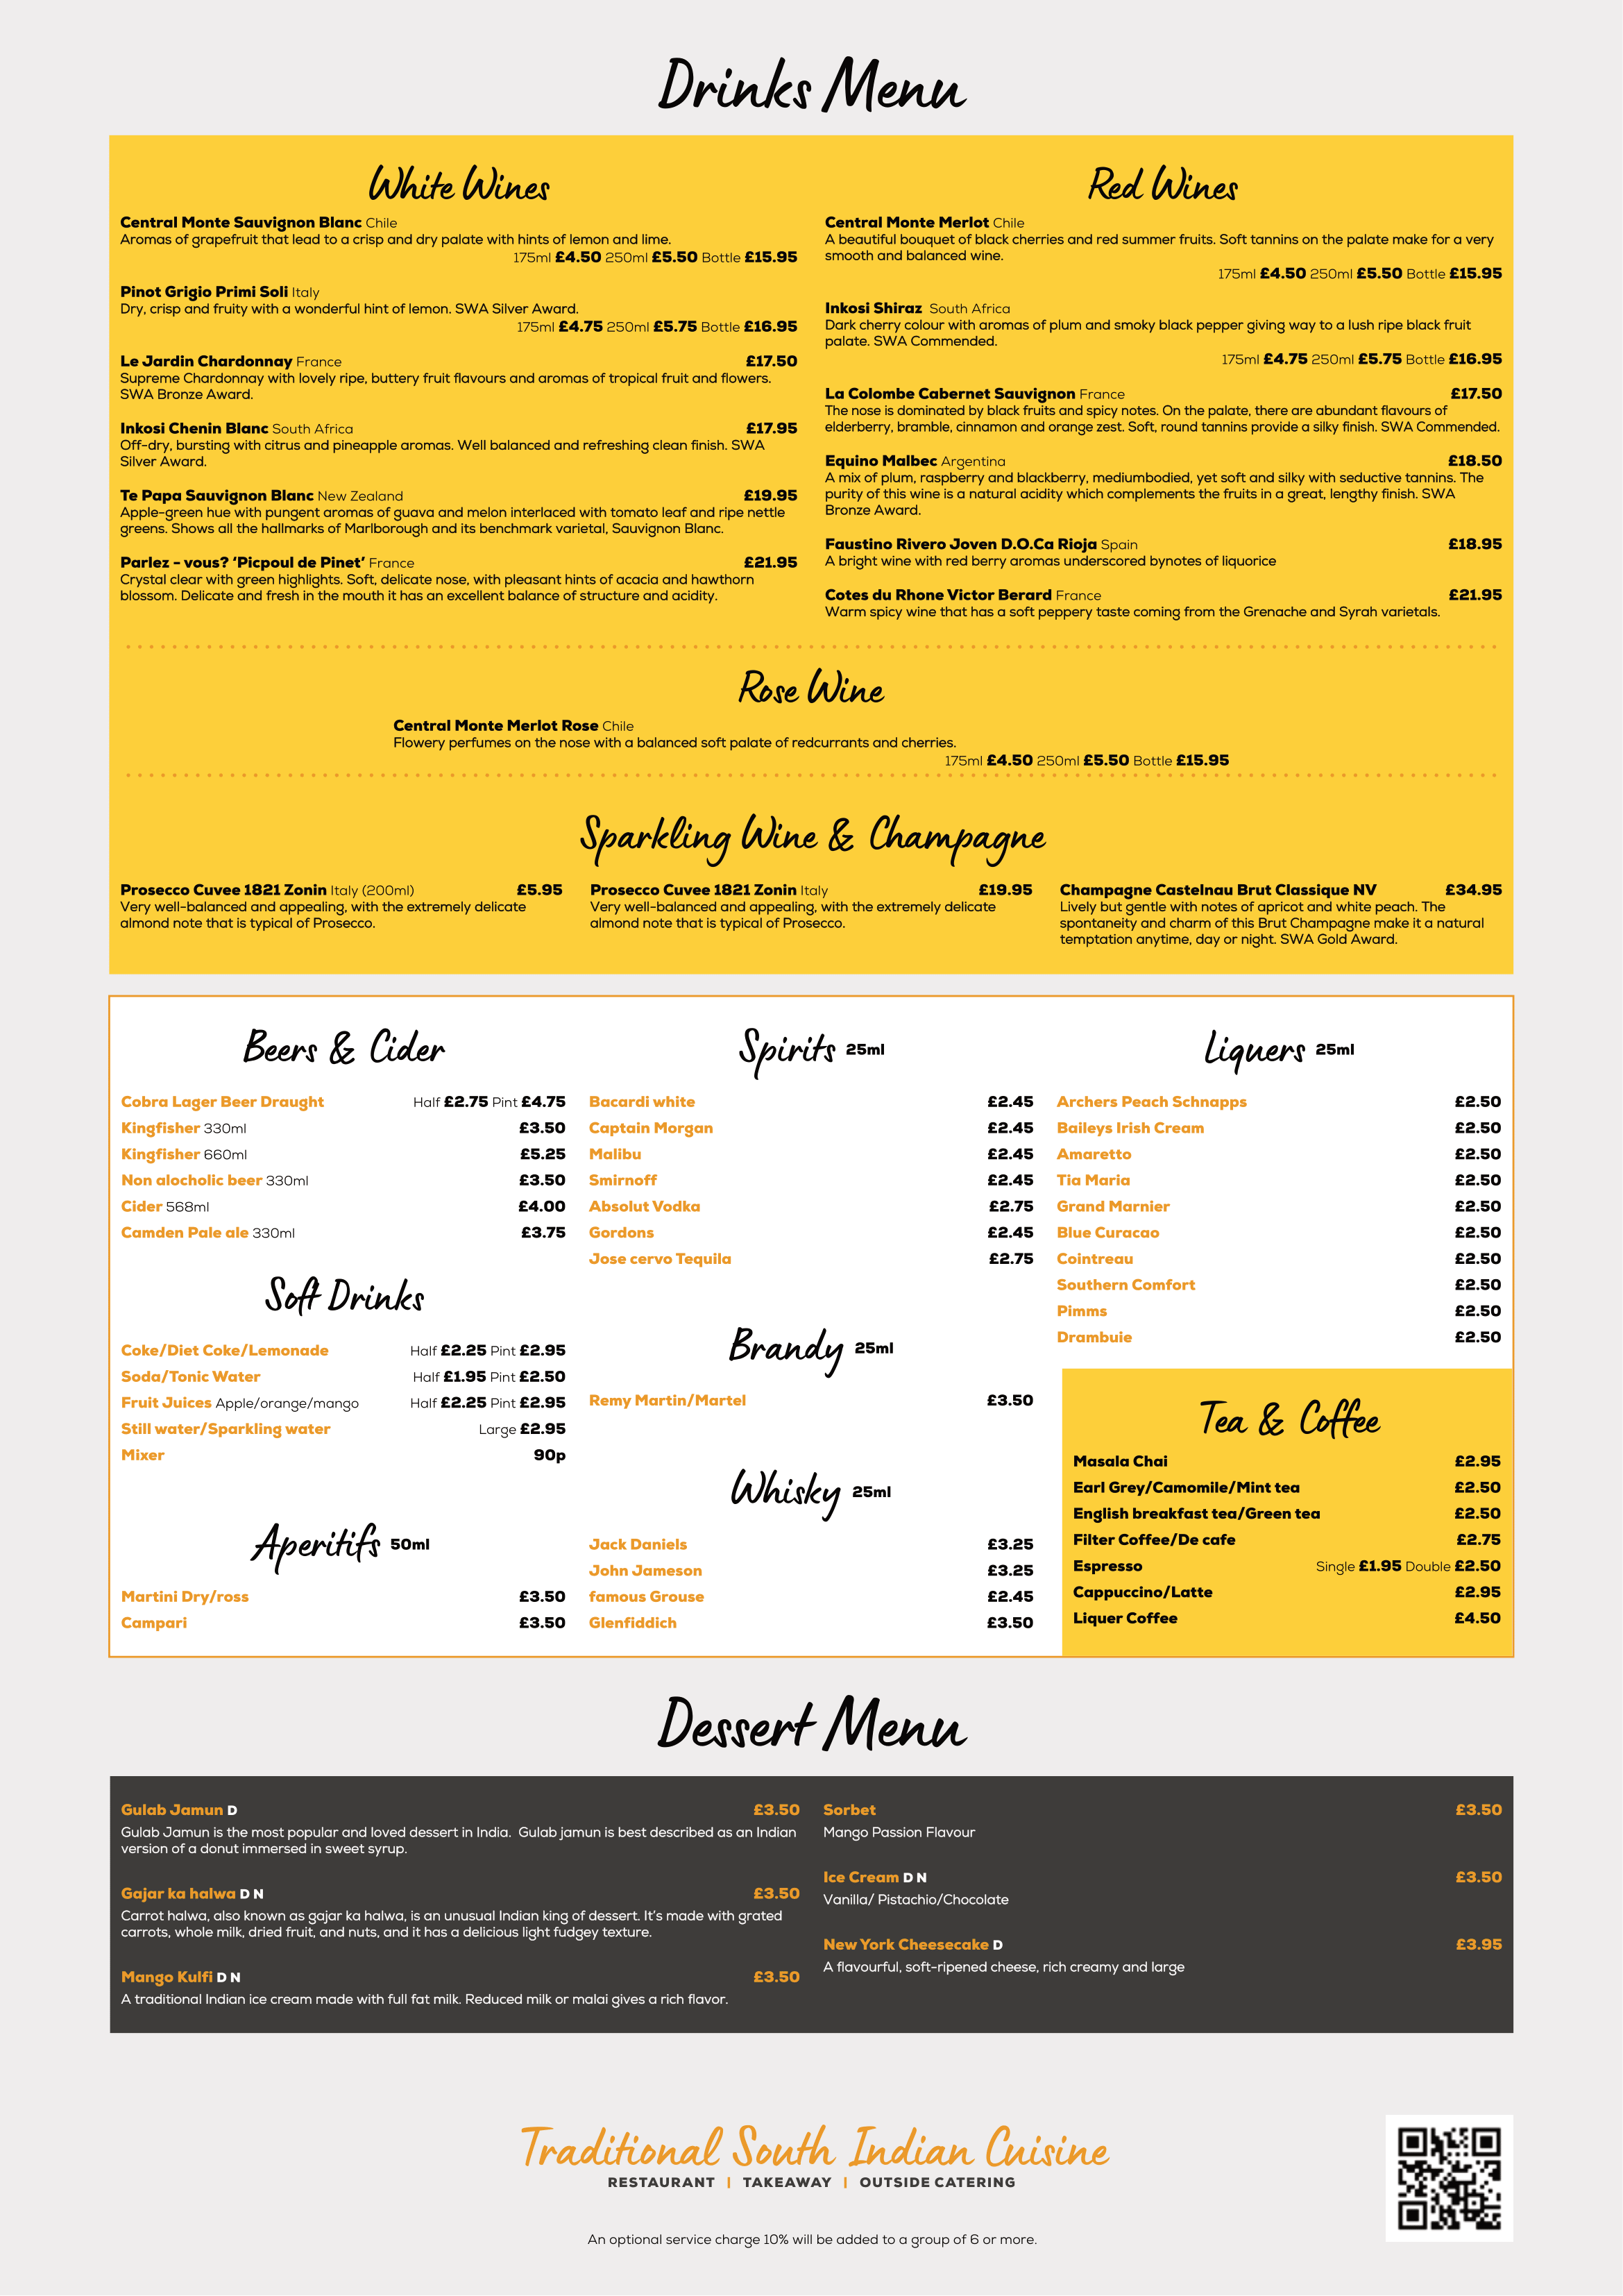 Drinks Menu
White Wines
Central Monte Sauvignon Blanc Chile
Aromas of grapefruit that lead to a crisp and dry palate with hints of lemon and lime.
175ml £4.50 250ml £5.50 Bottle £15.95
Pinot Grigio Primi Soli Italy
Dry, crisp and fruity with a wonderful hint of lemon. SWA Silver Award.
175ml £4.75 250ml £5.75 Bottle £16.95
Le Jardin Chardonnay France £17.50
Supreme Chardonnay with lovely ripe, buttery fruit flavours and aromas of tropical fruit and flowers.
SWA Bronze Award.
Inkosi Chenin Blanc South Africa £17.95
Off-dry, bursting with citrus and pineapple aromas. Well balanced and refreshing clean finish. SWA
Silver Award.
Te Papa Sauvignon Blanc New Zealand £19.95
Apple-green hue with pungent aromas of guava and melon interlaced with tomato leaf and ripe nettle
greens. Shows all the hallmarks of Marlborough and its benchmark varietal, Sauvignon Blanc.
Parlez - vous? ‘Picpoul de Pinet’ France £21.95
Crystal clear with green highlights. Soft, delicate nose, with pleasant hints of acacia and hawthorn
blossom. Delicate and fresh in the mouth it has an excellent balance of structure and acidity.
Red Wines
Central Monte Merlot Chile
A beautiful bouquet of black cherries and red summer fruits. Soft tannins on the palate make for a very
smooth and balanced wine.
175ml £4.50 250ml £5.50 Bottle £15.95
Inkosi Shiraz South Africa
Dark cherry colour with aromas of plum and smoky black pepper giving way to a lush ripe black fruit
palate. SWA Commended.
175ml £4.75 250ml £5.75 Bottle £16.95
La Colombe Cabernet Sauvignon France £17.50
The nose is dominated by black fruits and spicy notes. On the palate, there are abundant flavours of
elderberry, bramble, cinnamon and orange zest. Soft, round tannins provide a silky finish. SWA Commended.
Equino Malbec Argentina £18.50
A mix of plum, raspberry and blackberry, mediumbodied, yet soft and silky with seductive tannins. The
purity of this wine is a natural acidity which complements the fruits in a great, lengthy finish. SWA
Bronze Award.
Faustino Rivero Joven D.O.Ca Rioja Spain £18.95
A bright wine with red berry aromas underscored bynotes of liquorice
Cotes du Rhone Victor Berard France £21.95
Warm spicy wine that has a soft peppery taste coming from the Grenache and Syrah varietals.
Rose Wine
Central Monte Merlot Rose Chile
Flowery perfumes on the nose with a balanced soft palate of redcurrants and cherries.
175ml £4.50 250ml £5.50 Bottle £15.95
Sparkling Wine & Champagne
Prosecco Cuvee 1821 Zonin Italy (200ml) £5.95
Very well-balanced and appealing, with the extremely delicate
almond note that is typical of Prosecco.
Prosecco Cuvee 1821 Zonin Italy £19.95
Very well-balanced and appealing, with the extremely delicate
almond note that is typical of Prosecco.
Champagne Castelnau Brut Classique NV £34.95
Lively but gentle with notes of apricot and white peach. The
spontaneity and charm of this Brut Champagne make it a natural
temptation anytime, day or night. SWA Gold Award.
Beers & Cider
Cobra Lager Beer Draught Half £2.75 Pint £4.75
Kingfisher 330ml £3.50
Kingfisher 660ml £5.25
Non alocholic beer 330ml £3.50
Cider 568ml £4.00
Camden Pale ale 330ml £3.75
Soft Drinks
Coke/Diet Coke/Lemonade Half £2.25 Pint £2.95
Soda/Tonic Water Half £1.95 Pint £2.50
Fruit Juices Apple/orange/mango Half £2.25 Pint £2.95
Still water/Sparkling water Large £2.95
Mixer 90p
Aperitifs 50ml
Martini Dry/ross £3.50
Campari £3.50
Spirits 25ml
Bacardi white £2.45
Captain Morgan £2.45
Malibu £2.45
Smirnoff £2.45
Absolut Vodka £2.75
Gordons £2.45
Jose cervo Tequila £2.75
Brandy 25ml
Remy Martin/Martel £3.50
Whisky 25ml
Jack Daniels £3.25
John Jameson £3.25
famous Grouse £2.45
Glenfiddich £3.50
Liquers 25ml
Archers Peach Schnapps £2.50
Baileys Irish Cream £2.50
Amaretto £2.50
Tia Maria £2.50
Grand Marnier £2.50
Blue Curacao £2.50
Cointreau £2.50
Southern Comfort £2.50
Pimms £2.50
Drambuie £2.50
Tea & Coffee
Masala Chai £2.95
Earl Grey/Camomile/Mint tea £2.50
English breakfast tea/Green tea £2.50
Filter Coffee/De cafe £2.75
Espresso Single £1.95 Double £2.50
Cappuccino/Latte £2.95
Liquer Coffee £4.50
Dessert Menu
Gulab Jamun D £3.50
Gulab Jamun is the most popular and loved dessert in India. Gulab jamun is best described as an Indian
version of a donut immersed in sweet syrup.
Gajar ka halwa D N £3.50
Carrot halwa, also known as gajar ka halwa, is an unusual Indian king of dessert. It’s made with grated
carrots, whole milk, dried fruit, and nuts, and it has a delicious light fudgey texture.
Mango Kulfi D N £3.50
A traditional Indian ice cream made with full fat milk. Reduced milk or malai gives a rich flavor.
Sorbet £3.50
Mango Passion Flavour
Ice Cream D N £3.50
Vanilla/ Pistachio/Chocolate
New York Cheesecake D £3.95
A flavourful, soft-ripened cheese, rich creamy and large
Traditional South Indian Cuisine
RESTAURANT | TAKEAWAY | OUTSIDE CATERING
An optional service charge 10% will be added to a group of 6 or more.